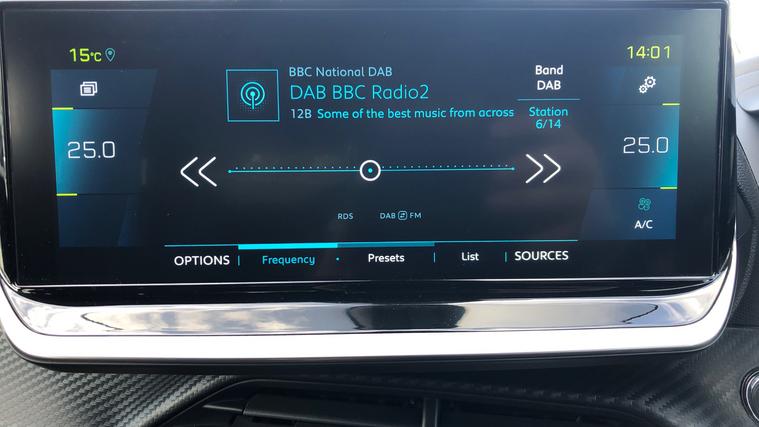 15°C
14:01
BBC National DAB
DAB BBC Radio2
12B Some of the best music from across
Band
DAB
Station
6/14
25.0
25.0
RDS
DAB FM
A/C
OPTIONS Frequency Presets List SOURCES